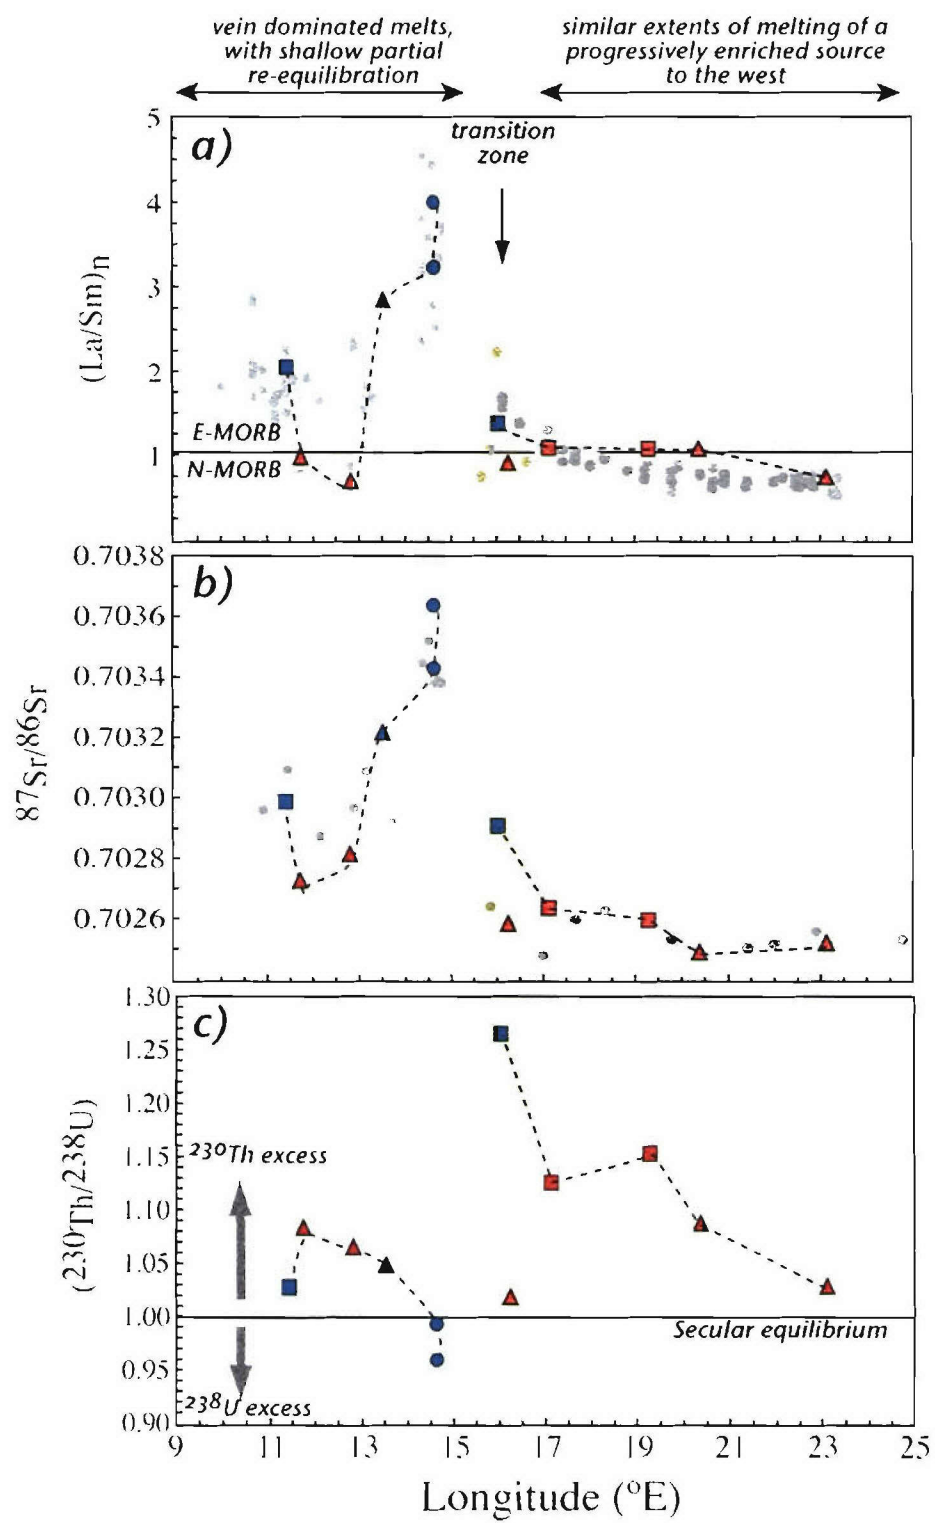 vein dominated melts,
with shallow partial
re-equilibration
similar extents of melting of a
progressively enriched source
to the west
a)
transition
zone
5
4
3
2
1
(La/Sm)n
E-MORB
N-MORB
b)
0.7038
0.7036
0.7034
0.7032
0.7030
0.7028
0.7026
87Sr/86Sr
c)
1.30
1.25
1.20
1.15
1.10
1.05
1.00
0.95
0.90
(230Th/238U)
230Th excess
238U excess
Secular equilibrium
9 11 13 15 17 19 21 23 25
Longitude (°E)